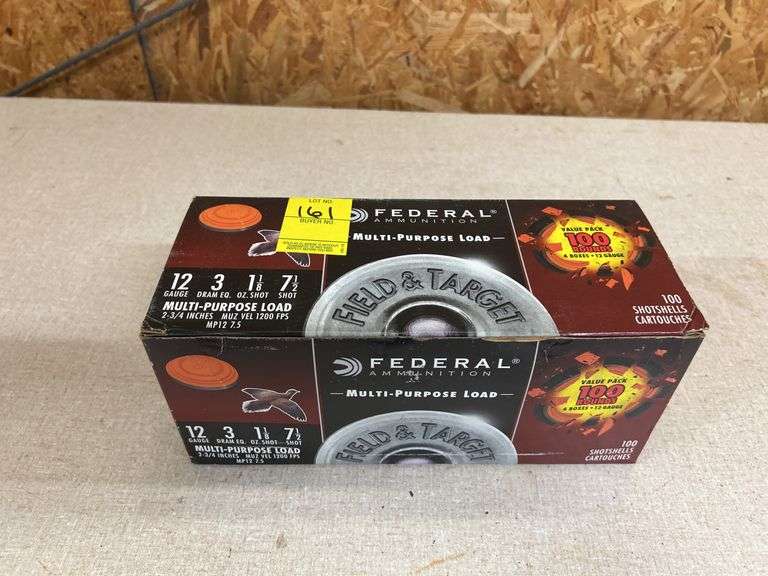 LOT NO.
161
BUYER NO.
FEDERAL®
AMMUNITION
MULTI-PURPOSE LOAD
FIELD & TARGET
VALUE PACK
100
ROUNDS
4 BOXES • 12 GAUGE
12 3 1 1/8 7 1/2
GAUGE DRAM EQ. OZ. SHOT SHOT
MULTI-PURPOSE LOAD
2-3/4 INCHES MUZ VEL 1200 FPS
MP12 7.5
100
SHOTSHELLS
CARTOUCHES
FEDERAL®
AMMUNITION
MULTI-PURPOSE LOAD
FIELD & TARGET
VALUE PACK
100
ROUNDS
4 BOXES • 12 GAUGE
12 3 1 1/8 7 1/2
GAUGE DRAM EQ. OZ. SHOT SHOT
MULTI-PURPOSE LOAD
2-3/4 INCHES MUZ VEL 1200 FPS
MP12 7.5
100
SHOTSHELLS
CARTOUCHES